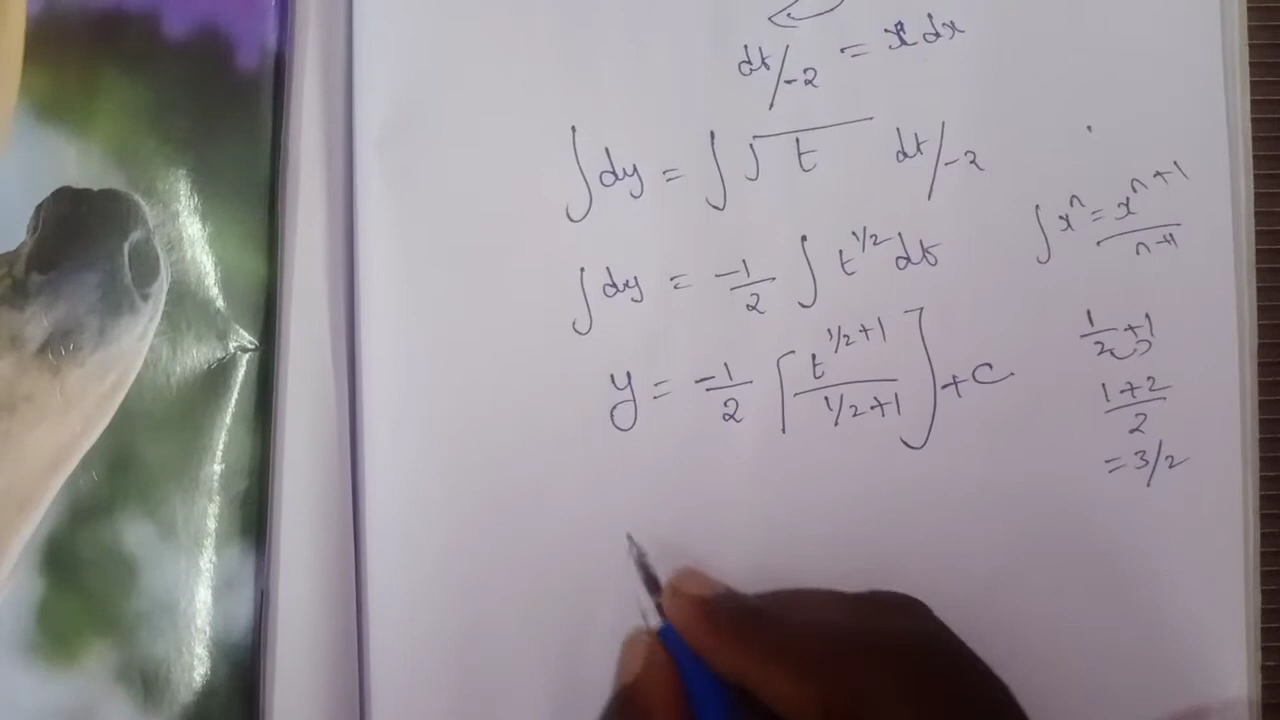 dt/-2 = x dx
∫dy = ∫√t dt/-2
∫dy = -1/2 ∫ t^1/2 dt
∫x^n = x^n+1/n+1
y = -1/2 [t^1/2+1 / 1/2+1] + C
1/2 + 1
1+2/2
= 3/2